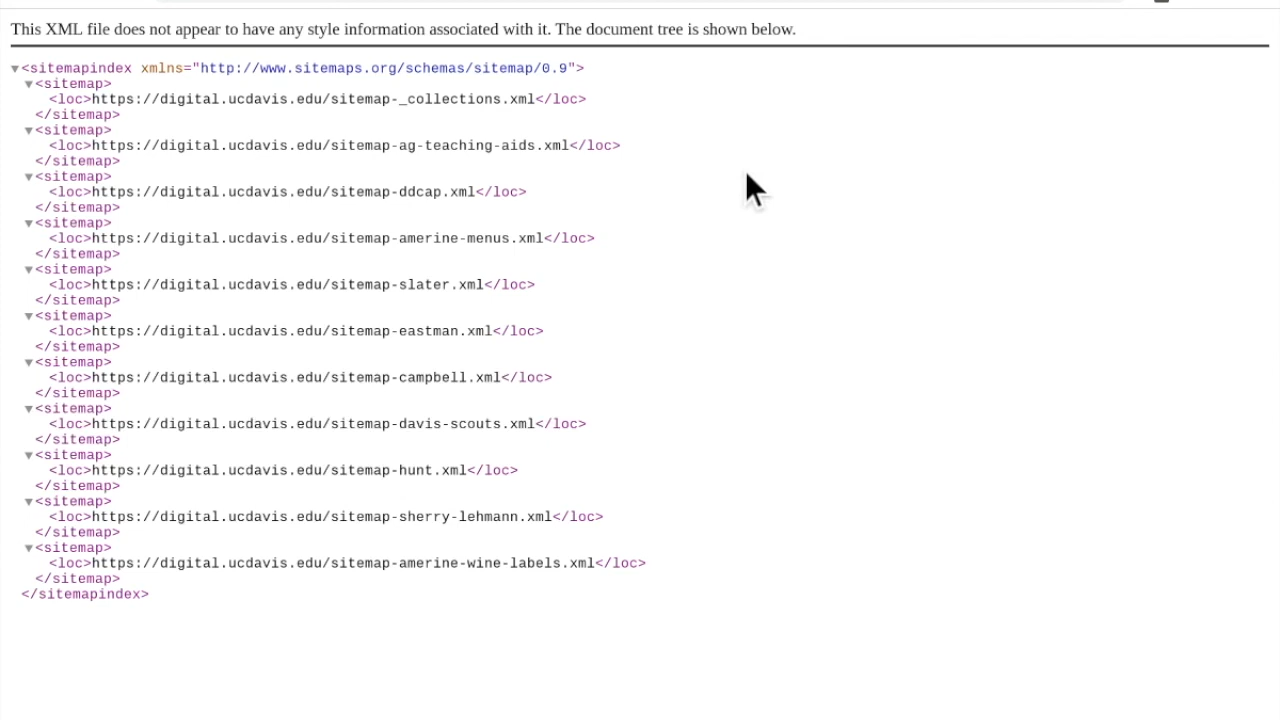 This XML file does not appear to have any style information associated with it. The document tree is shown below.
▼<sitemapindex xmlns="http://www.sitemaps.org/schemas/sitemap/0.9">
▼<sitemap>
<loc>https://digital.ucdavis.edu/sitemap-_collections.xml</loc>
</sitemap>
▼<sitemap>
<loc>https://digital.ucdavis.edu/sitemap-ag-teaching-aids.xml</loc>
</sitemap>
▼<sitemap>
<loc>https://digital.ucdavis.edu/sitemap-ddcap.xml</loc>
</sitemap>
▼<sitemap>
<loc>https://digital.ucdavis.edu/sitemap-amerine-menus.xml</loc>
</sitemap>
▼<sitemap>
<loc>https://digital.ucdavis.edu/sitemap-slater.xml</loc>
</sitemap>
▼<sitemap>
<loc>https://digital.ucdavis.edu/sitemap-eastman.xml</loc>
</sitemap>
▼<sitemap>
<loc>https://digital.ucdavis.edu/sitemap-campbell.xml</loc>
</sitemap>
▼<sitemap>
<loc>https://digital.ucdavis.edu/sitemap-davis-scouts.xml</loc>
</sitemap>
▼<sitemap>
<loc>https://digital.ucdavis.edu/sitemap-hunt.xml</loc>
</sitemap>
▼<sitemap>
<loc>https://digital.ucdavis.edu/sitemap-sherry-lehmann.xml</loc>
</sitemap>
▼<sitemap>
<loc>https://digital.ucdavis.edu/sitemap-amerine-wine-labels.xml</loc>
</sitemap>
</sitemapindex>